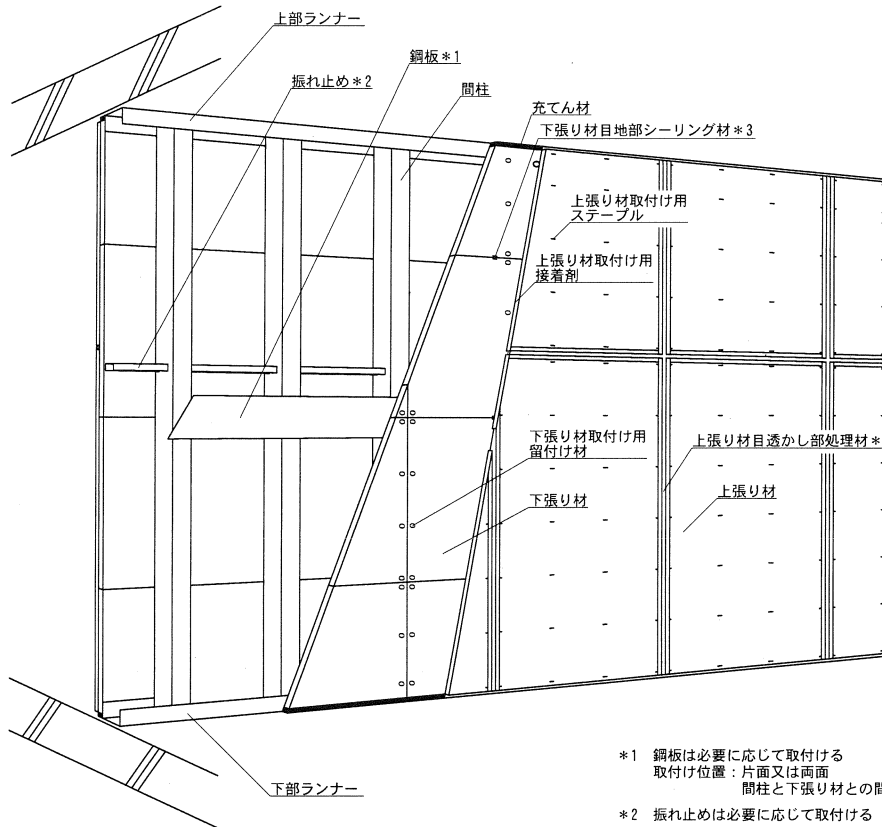 上部ランナー
鋼板*1
振れ止め*2
間柱
充てん材
下張り材目地部シーリング材*3
上張り材取付け用
ステープル
上張り材取付け用
接着剤
下張り材取付け用
留付け材
上張り材目透かし部処理材*
下張り材
上張り材
下部ランナー
*1 鋼板は必要に応じて取付ける
取付け位置：片面又は両面
間柱と下張り材との間
*2 振れ止めは必要に応じて取付ける